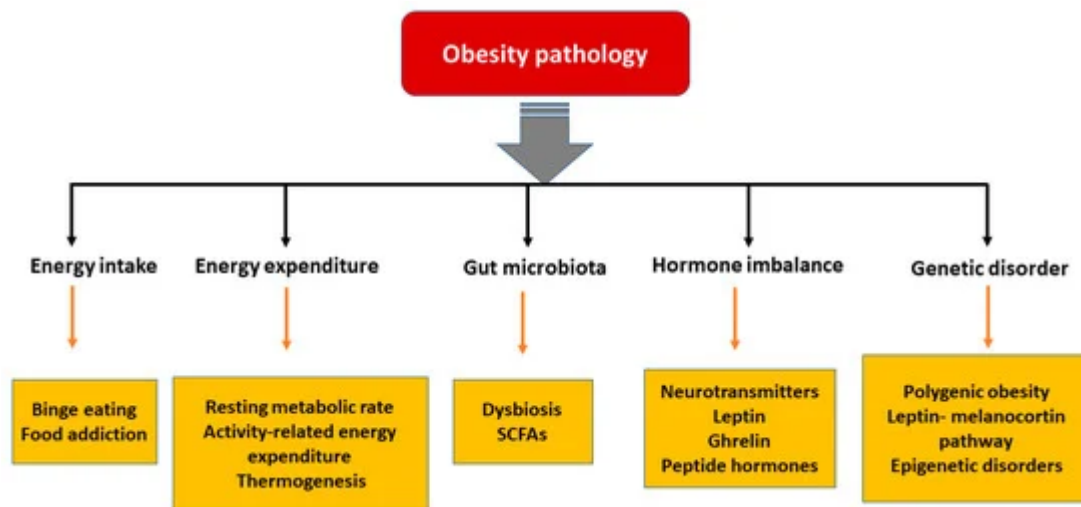 Obesity pathology
Energy intake
Energy expenditure
Gut microbiota
Hormone imbalance
Genetic disorder
Binge eating
Food addiction
Resting metabolic rate
Activity-related energy
expenditure
Thermogenesis
Dysbiosis
SCFAs
Neurotransmitters
Leptin
Ghrelin
Peptide hormones
Polygenic obesity
Leptin- melanocortin
pathway
Epigenetic disorders